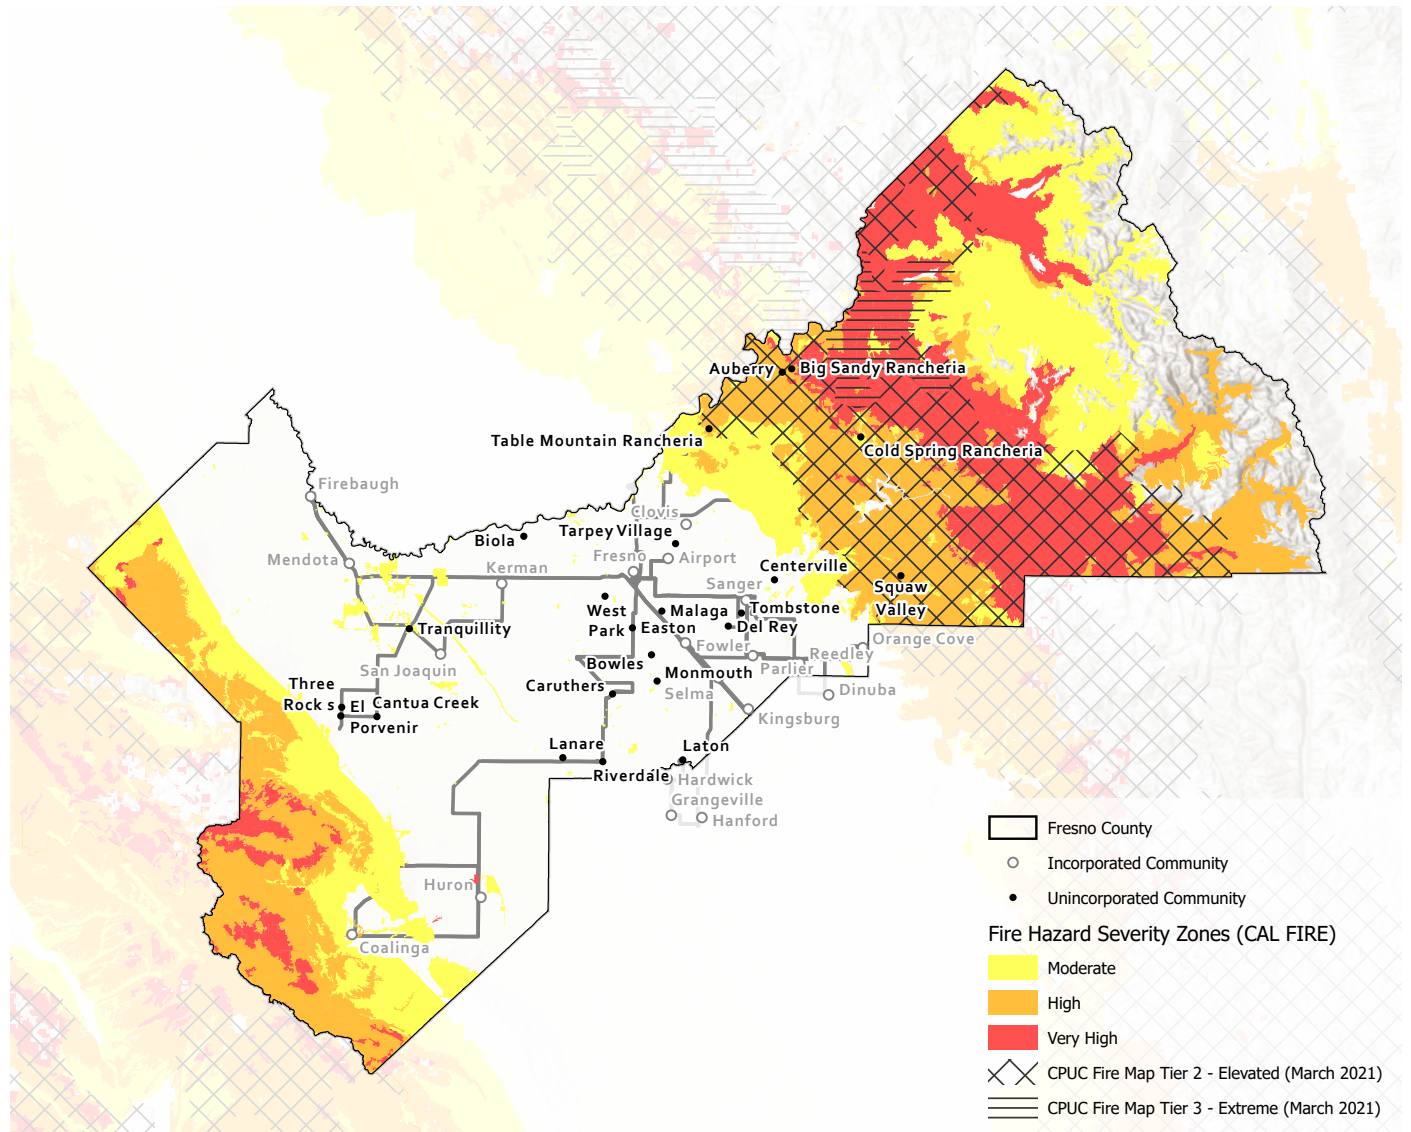 Auberry
Big Sandy Rancheria
Table Mountain Rancheria
Cold Spring Rancheria
Firebaugh
Clovis
Tarpey Village
Biola
Mendota
Fresno
Airport
Kerman
Centerville
Sanger
Squaw
Valley
West
Park
Malaga
Tombstone
Tranquillity
Easton
Del Rey
Orange Cove
Fowler
Reedley
San Joaquin
Bowles
Parlier
Monmouth
Three
Rock s
El
Porvenir
Cantua Creek
Caruthers
Selma
Dinuba
Kingsburg
Lanare
Laton
Riverdale
Hardwick
Grangeville
Hanford
Huron
Coalinga
Fresno County
Incorporated Community
Unincorporated Community
Fire Hazard Severity Zones (CAL FIRE)
Moderate
High
Very High
CPUC Fire Map Tier 2 - Elevated (March 2021)
CPUC Fire Map Tier 3 - Extreme (March 2021)